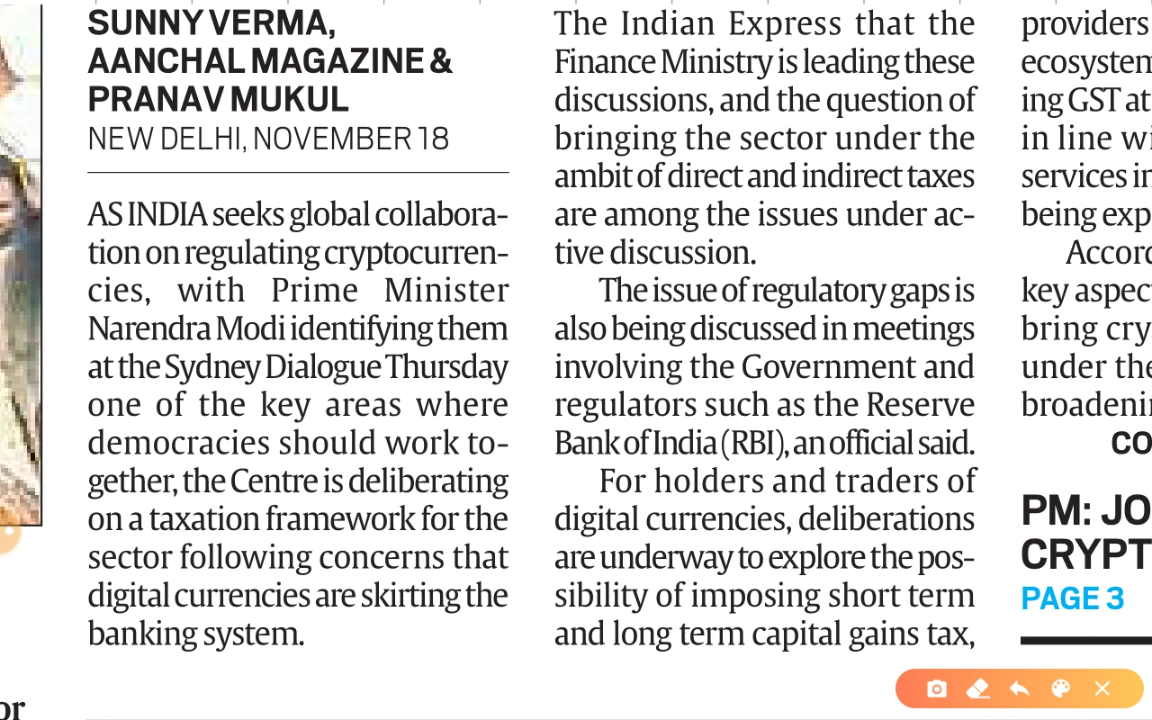 SUNNY VERMA,
AANCHAL MAGAZINE &
PRANAV MUKUL
NEW DELHI, NOVEMBER 18
AS INDIA seeks global collabora-
tion on regulating cryptocurren-
cies, with Prime Minister
Narendra Modi identifying them
at the Sydney Dialogue Thursday
one of the key areas where
democracies should work to-
gether, the Centre is deliberating
on a taxation framework for the
sector following concerns that
digital currencies are skirting the
banking system.
The Indian Express that the
Finance Ministry is leading these
discussions, and the question of
bringing the sector under the
ambit of direct and indirect taxes
are among the issues under ac-
tive discussion.
The issue of regulatory gaps is
also being discussed in meetings
involving the Government and
regulators such as the Reserve
Bank of India (RBI), an official said.
For holders and traders of
digital currencies, deliberations
are underway to explore the pos-
sibility of imposing short term
and long term capital gains tax,
providers
ecosystem
ing GST at
in line wi
services in
being exp
Accord
key aspec
bring cry
under the
broadeni
CO
PM: JO
CRYPT
PAGE 3
or